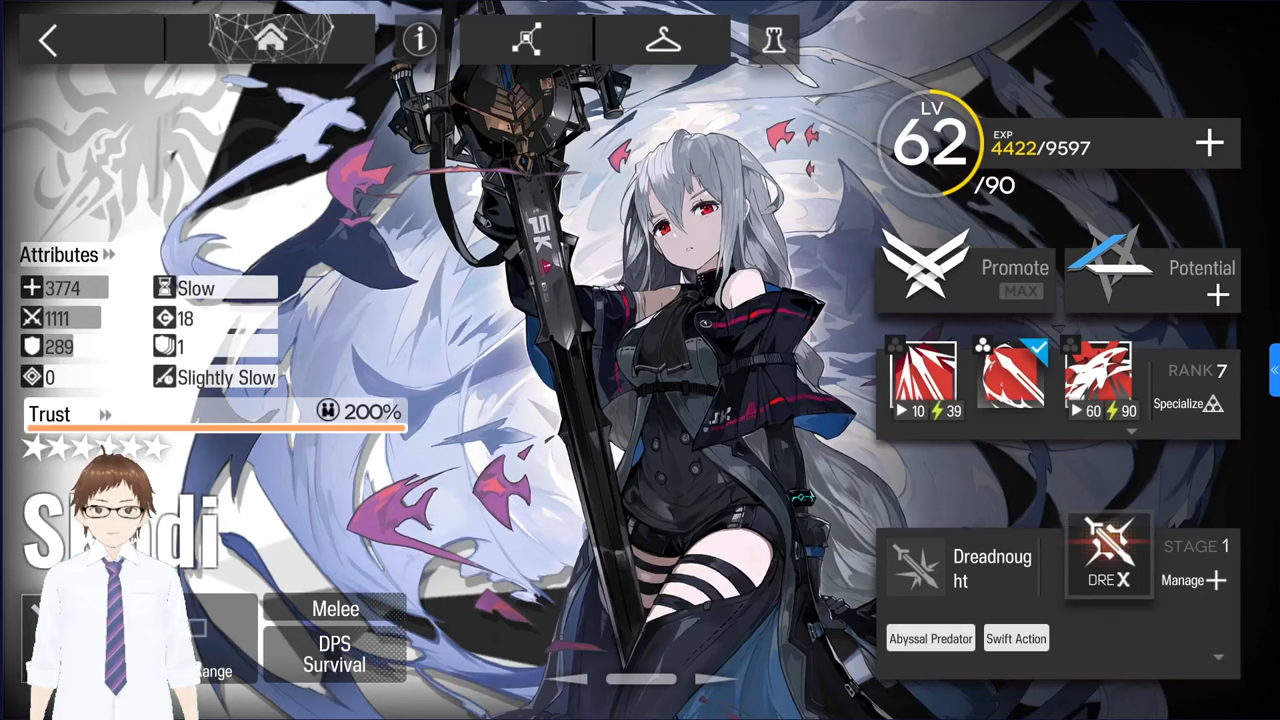 LV
62
/90
EXP
4422/9597
Attributes
3774
Slow
1111
18
289
1
0
Slightly Slow
Trust
200%
Promote
MAX
Potential
10
39
60
90
RANK 7
Specialize
SK
Melee
DPS
Survival
Dreadnoug
ht
DRE X
STAGE 1
Manage
Abyssal Predator
Swift Action